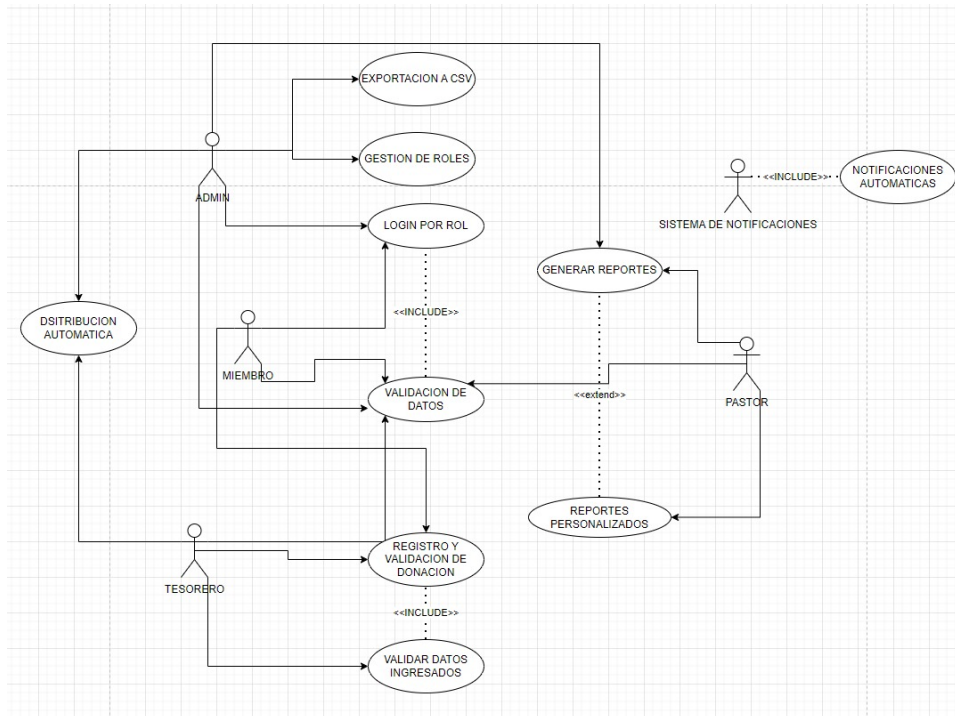 EXPORTACION A CSV
GESTION DE ROLES
ADMIN
NOTIFICACIONES
AUTOMATICAS
<<INCLUDE>>
SISTEMA DE NOTIFICACIONES
LOGIN POR ROL
GENERAR REPORTES
<<INCLUDE>>
DSITRIBUCION
AUTOMATICA
MIEMBRO
VALIDACION DE
DATOS
<<extend>>
PASTOR
REPORTES
PERSONALIZADOS
REGISTRO Y
VALIDACION DE
DONACION
TESORERO
<<INCLUDE>>
VALIDAR DATOS
INGRESADOS